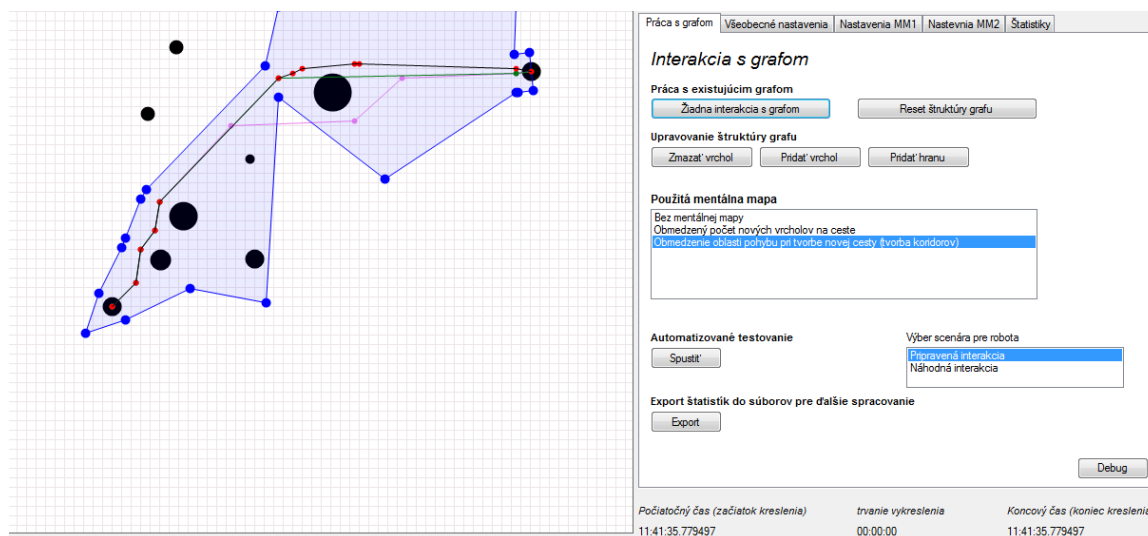 Práca s grafom Všeobecné nastavenia Nastavenia MM1 Nastevnia MM2 Štatistiky
Interakcia s grafom
Práca s existujúcim grafom
Žiadna interakcia s grafom Reset štruktúry grafu
Upravovanie štruktúry grafu
Zmazať vrchol Pridať vrchol Pridať hranu
Použitá mentálna mapa
Bez mentálnej mapy
Obmedzený počet nových vrcholov na ceste
Obmedzenie oblasti pohybu pri tvorbe novej cesty (tvorba koridorov)
Automatizované testovanie Výber scenára pre robota
Spustiť Pripravená interakcia
Náhodná interakcia
Export štatistík do súborov pre ďalšie spracovanie
Export
Debug
Počiatočný čas (začiatok kreslenia) trvanie vykreslenia Koncový čas (koniec kreslenia
11:41:35.779497 00:00:00 11:41:35.779497